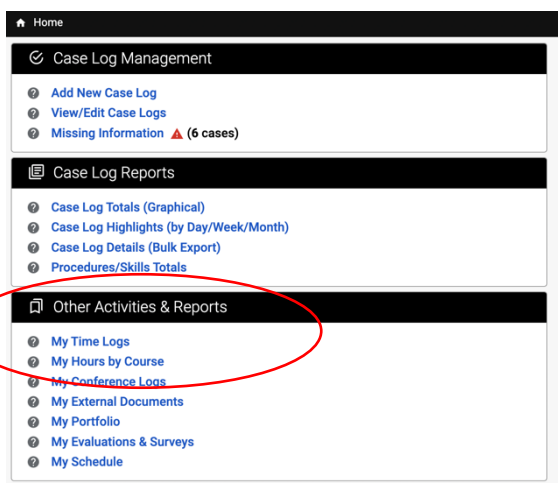 Home
Case Log Management
Add New Case Log
View/Edit Case Logs
Missing Information (6 cases)
Case Log Reports
Case Log Totals (Graphical)
Case Log Highlights (by Day/Week/Month)
Case Log Details (Bulk Export)
Procedures/Skills Totals
Other Activities & Reports
My Time Logs
My Hours by Course
My Conference Logs
My External Documents
My Portfolio
My Evaluations & Surveys
My Schedule